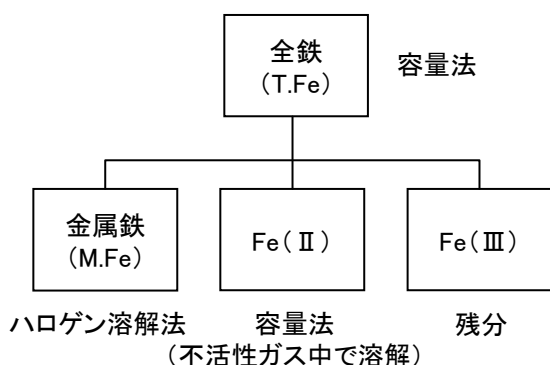 全鉄
(T.Fe)
容量法
金属鉄
(M.Fe)
Fe(Ⅱ)
Fe(Ⅲ)
ハロゲン溶解法
容量法
(不活性ガス中で溶解)
残分